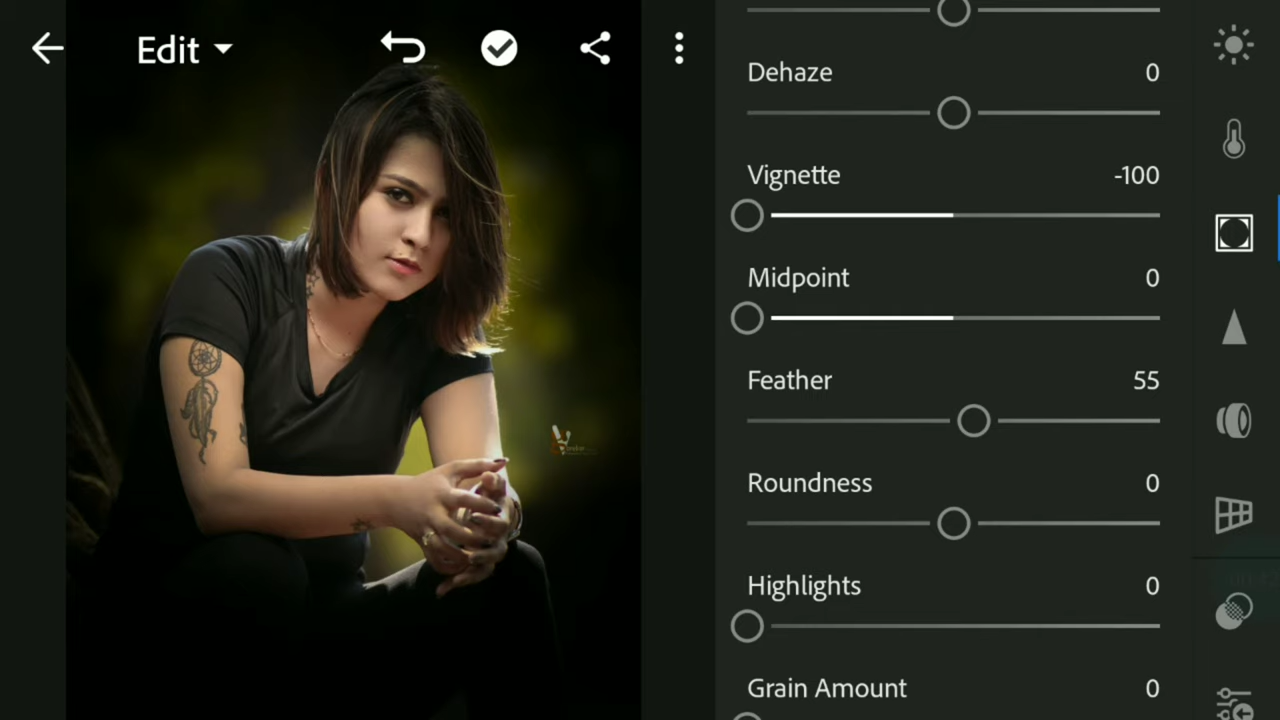 Edit
Dehaze 0
Vignette -100
Midpoint 0
Feather 55
Roundness 0
Highlights 0
Grain Amount 0